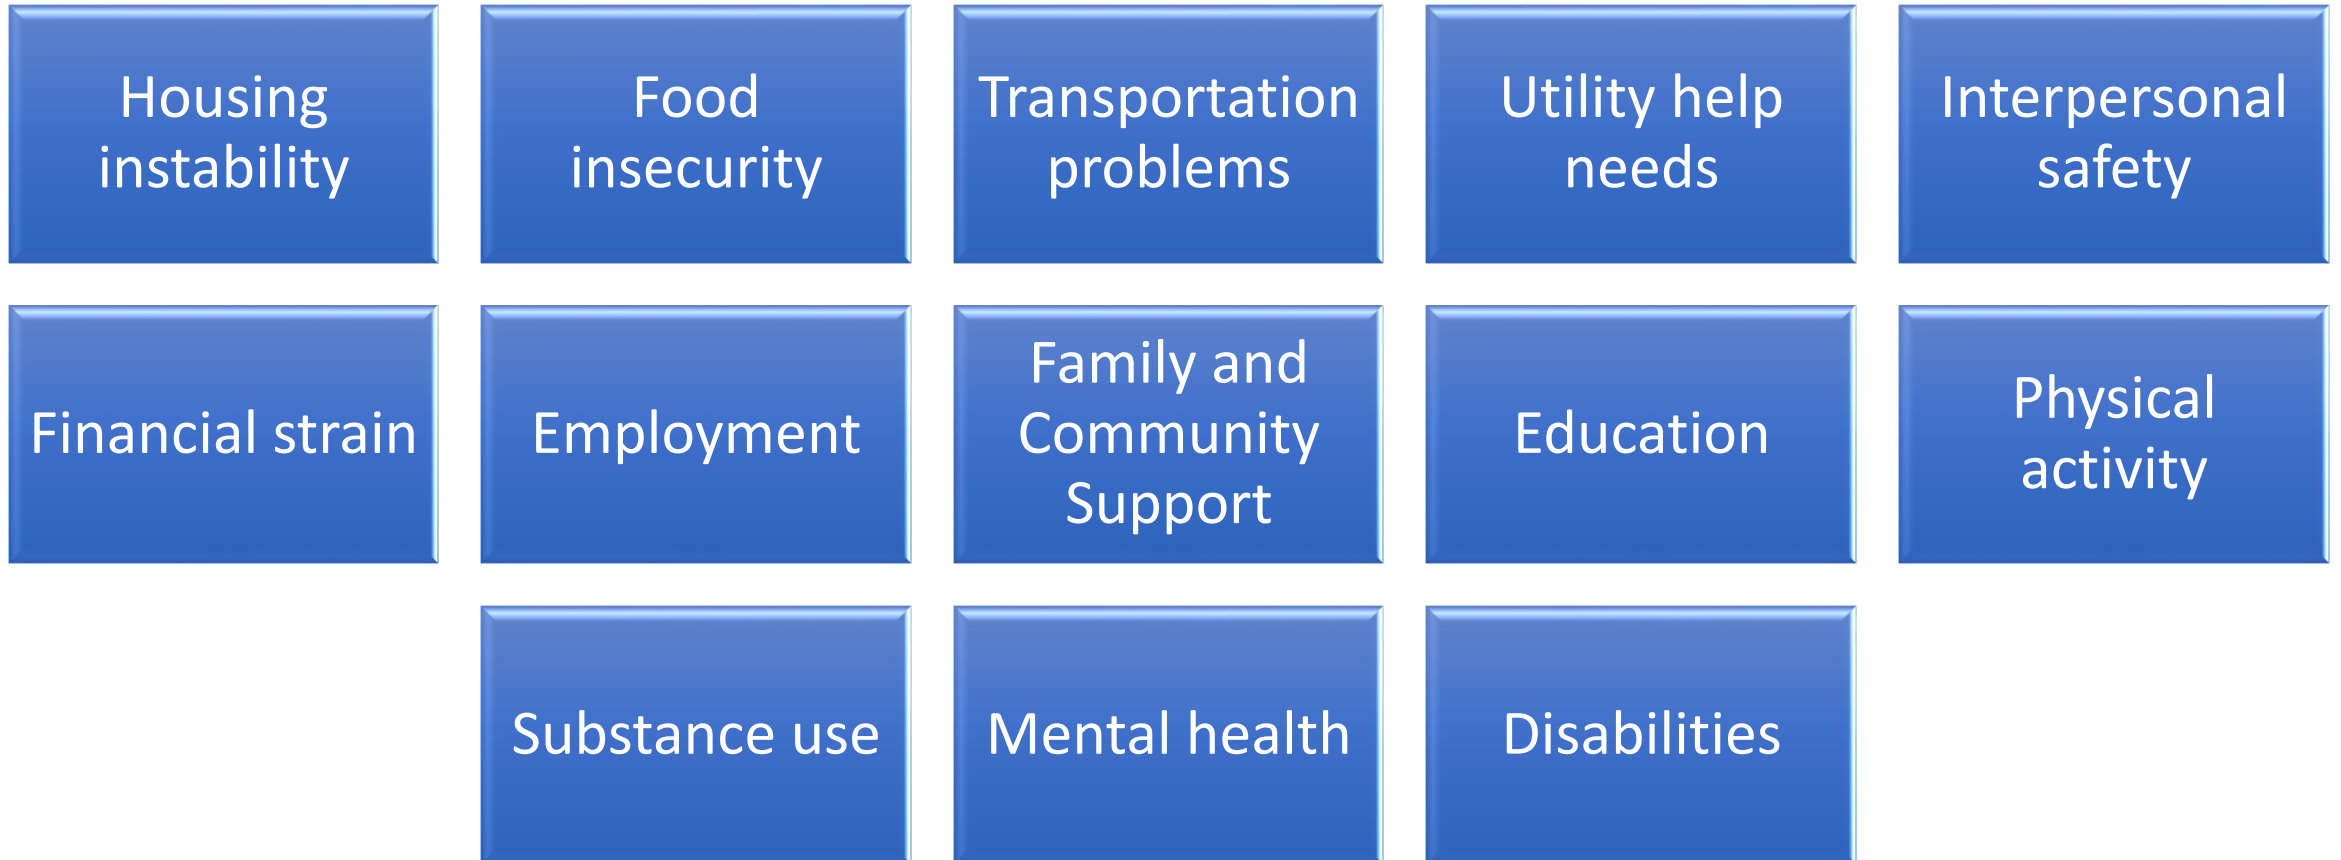 Housing
instability
Food
insecurity
Transportation
problems
Utility help
needs
Interpersonal
safety
Financial strain
Employment
Family and
Community
Support
Education
Physical
activity
Substance use
Mental health
Disabilities